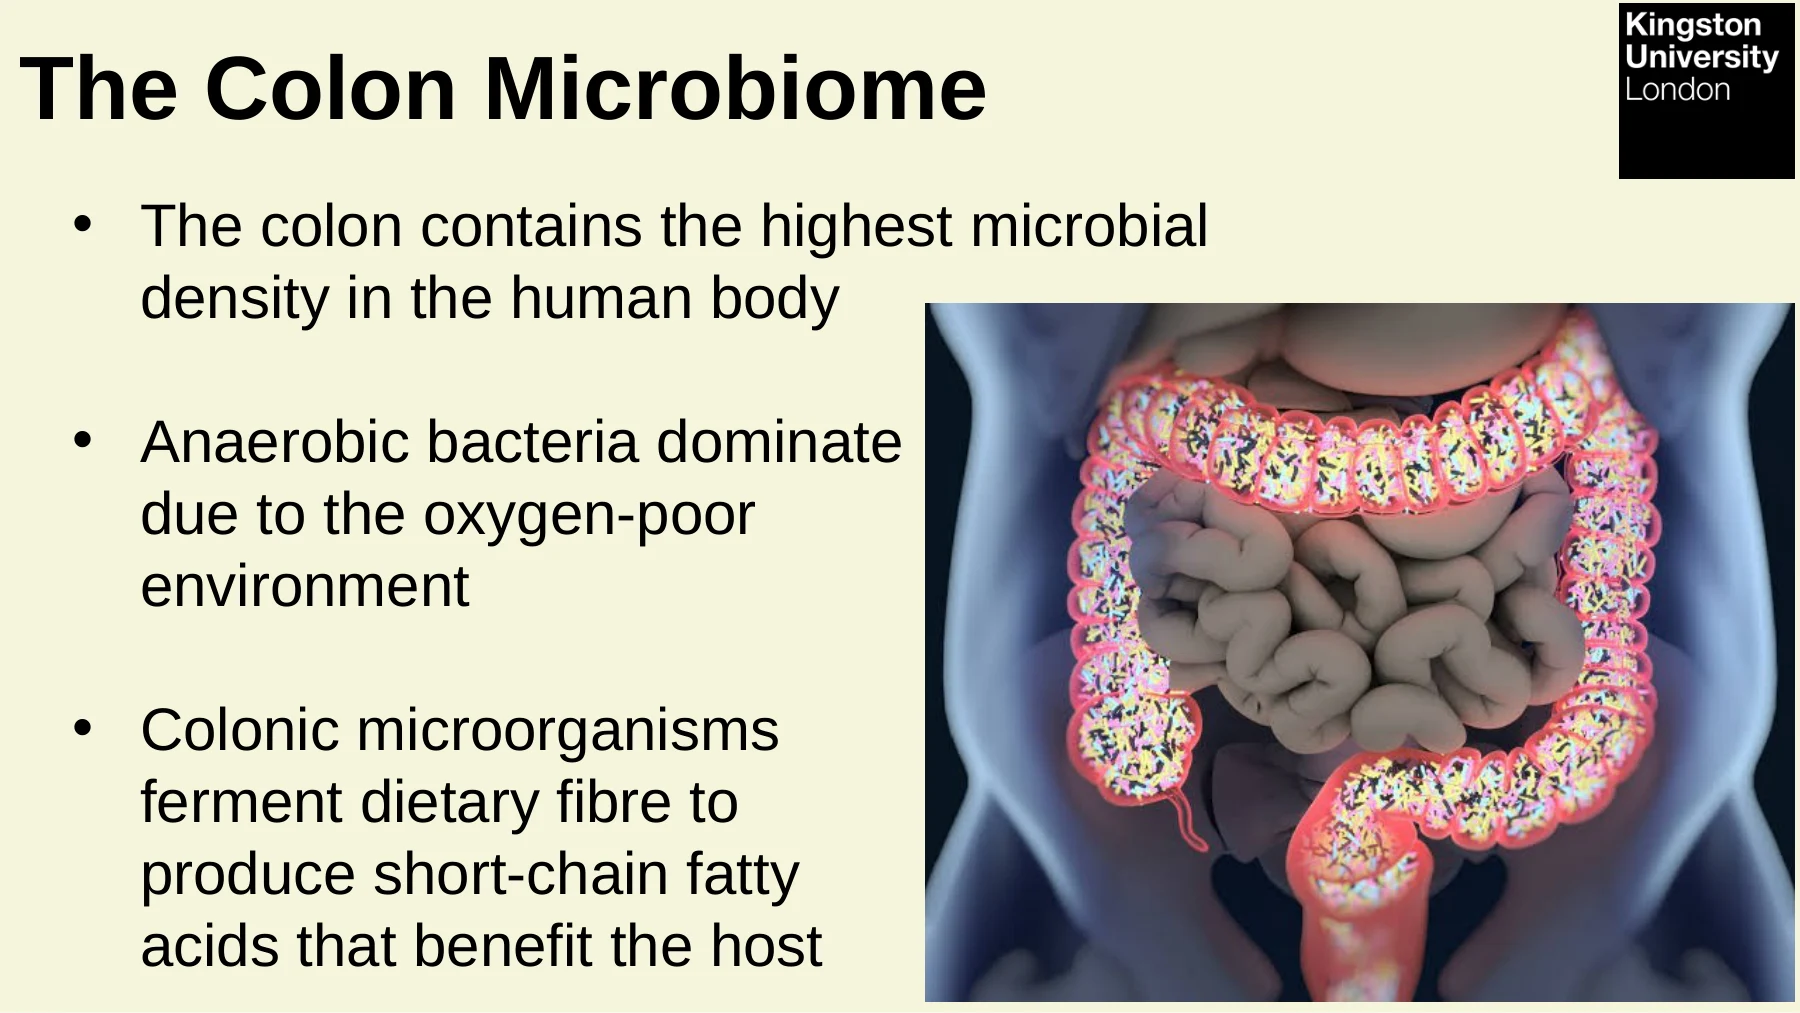 The Colon Microbiome
Kingston
University
London
• The colon contains the highest microbial
density in the human body
• Anaerobic bacteria dominate
due to the oxygen-poor
environment
• Colonic microorganisms
ferment dietary fibre to
produce short-chain fatty
acids that benefit the host